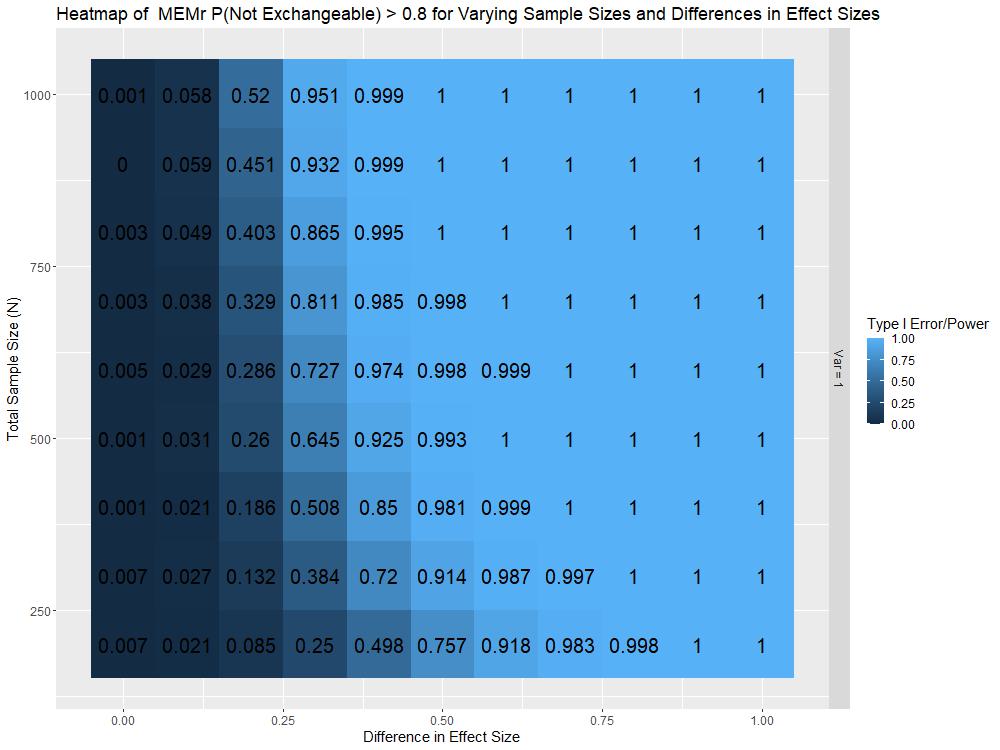 Heatmap of  MEMr P(Not Exchangeable) > 0.8 for Varying Sample Sizes and Differences in Effect Sizes
1000
0.001 0.058 0.52 0.951 0.999 1 1 1 1 1 1
0 0.059 0.451 0.932 0.999 1 1 1 1 1 1
0.003 0.049 0.403 0.865 0.995 1 1 1 1 1 1
750
0.003 0.038 0.329 0.811 0.985 0.998 1 1 1 1 1
0.005 0.029 0.286 0.727 0.974 0.998 0.999 1 1 1 1
500
0.001 0.031 0.26 0.645 0.925 0.993 1 1 1 1 1
0.001 0.021 0.186 0.508 0.85 0.981 0.999 1 1 1 1
0.007 0.027 0.132 0.384 0.72 0.914 0.987 0.997 1 1 1
250
0.007 0.021 0.085 0.25 0.498 0.757 0.918 0.983 0.998 1 1
Total Sample Size (N)
0.00 0.25 0.50 0.75 1.00
Difference in Effect Size
Var = 1
Type I Error/Power
1.00
0.75
0.50
0.25
0.00